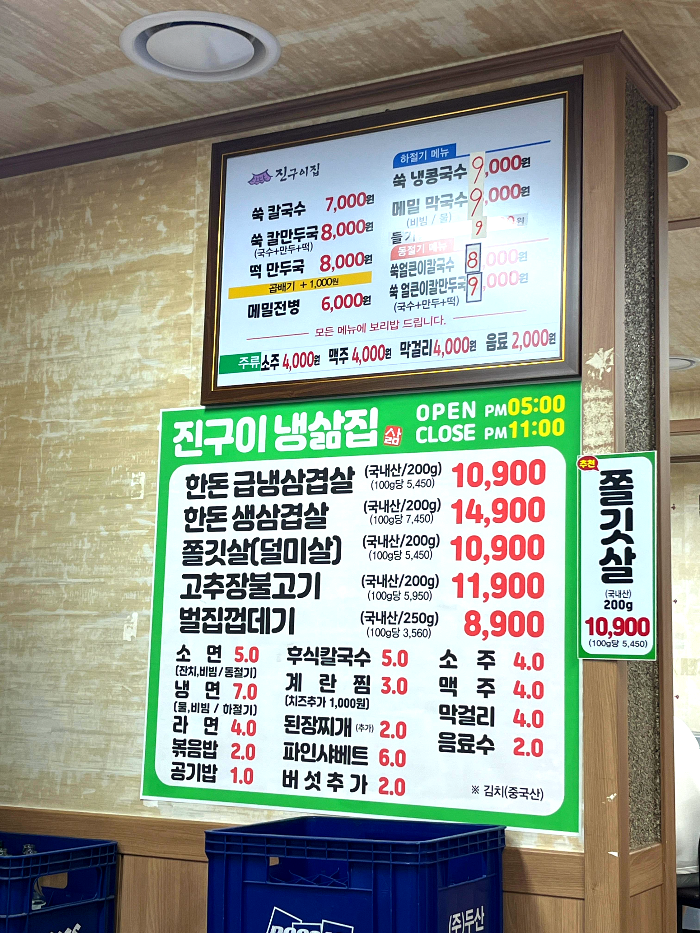 진구이집
쑥 칼국수 7,000원
쑥 칼만두국 8,000원
(국수+만두+떡)
떡 만두국 8,000원
곱배기 +1,000원
메밀전병 6,000원
하절기 메뉴
쑥 냉콩국수 9,000원
메밀 막국수 9,000원
(비빔 / 물)
들기 9
동절기 메뉴
쑥얼큰이칼국수 8,000원
쑥 얼큰이칼만두국 9,000원
(국수+만두+떡)
모든 메뉴에 보리밥 드립니다.
주류 소주 4,000원 맥주 4,000원 막걸리 4,000원 음료 2,000원
진구이 냉삶집 삶
OPEN PM 05:00
CLOSE PM 11:00
한돈 급냉삼겹살 (국내산/200g) 10,900
(100g당 5,450)
한돈 생삼겹살 (국내산/200g) 14,900
(100g당 7,450)
쫄깃살(덜미살) (국내산/200g) 10,900
(100g당 5,450)
고추장불고기 (국내산/200g) 11,900
(100g당 5,950)
벌집껍데기 (국내산/250g) 8,900
(100g당 3,560)
소면 5.0
(잔치,비빔/동절기)
냉면 7.0
(물,비빔 / 하절기)
라면 4.0
볶음밥 2.0
공기밥 1.0
후식칼국수 5.0
계란찜 3.0
(치즈추가 1,000원)
된장찌개 (추가) 2.0
파인샤베트 6.0
버섯추가 2.0
소주 4.0
맥주 4.0
막걸리 4.0
음료수 2.0
※ 김치(중국산)
추천
쫄깃살
(국내산)
200g
10,900
(100g당 5,450)
(주)두산